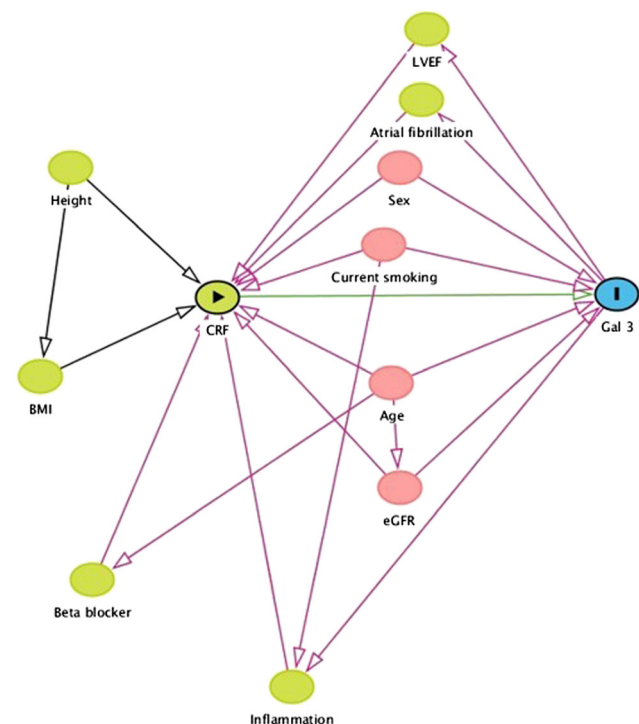 LVEF
Atrial fibrillation
Sex
Height
Current smoking
CRF
Gal 3
BMI
Age
eGFR
Beta blocker
Inflammation